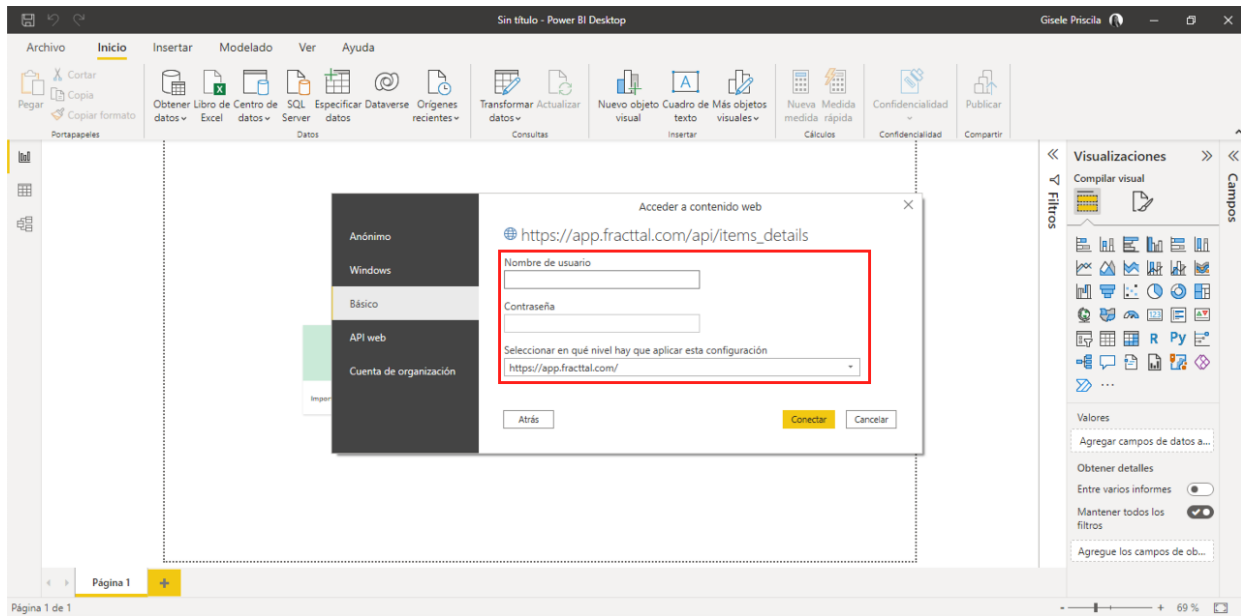 Sin título - Power BI Desktop
Gisele Priscila
Archivo Inicio Insertar Modelado Ver Ayuda
Pegar
Cortar
Copia
Copiar formato
Portapapeles
Obtener datos
Libro de Excel
Centro de datos
SQL Server
Especificar datos
Dataverse
Orígenes recientes
Datos
Transformar datos
Actualizar
Consultas
Nuevo objeto visual
Cuadro de texto
Más objetos visuales
Insertar
Nueva medida
Medida rápida
Cálculos
Confidencialidad
Confidencialidad
Publicar
Compartir
Acceder a contenido web
Anónimo
Windows
Básico
API web
Cuenta de organización
https://app.fracttal.com/api/items_details
Nombre de usuario
Contraseña
Seleccionar en qué nivel hay que aplicar esta configuración
https://app.fracttal.com/
Atrás
Conectar
Cancelar
Impor
Filtros
Visualizaciones
Compilar visual
123
R
Py
Valores
Agregar campos de datos a...
Obtener detalles
Entre varios informes
Mantener todos los
filtros
Agregue los campos de ob...
Campos
Página 1
Página 1 de 1
69 %